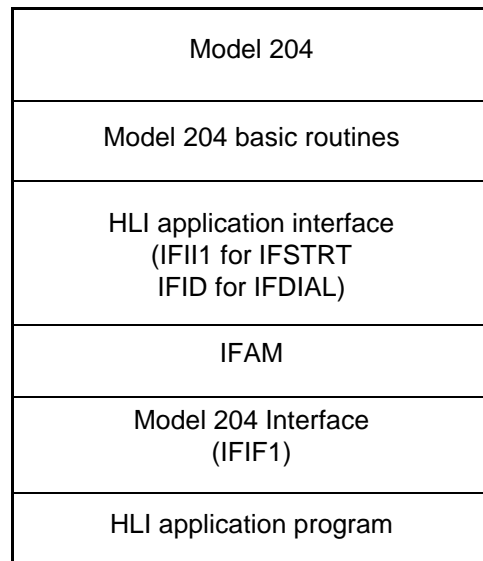 Model 204
Model 204 basic routines
HLI application interface
(IFII1 for IFSTRT
IFID for IFDIAL)
IFAM
Model 204 Interface
(IFIF1)
HLI application program